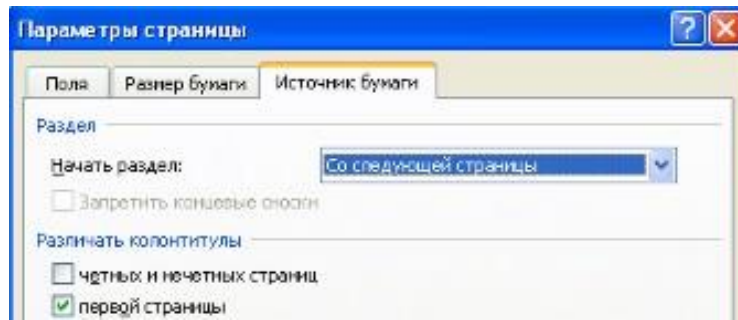 Параметры страницы
Поля Размер бумаги Источник бумаги
Раздел
Начать раздел: Со следующей страницы
Запретить концевые сноски
Различать колонтитулы
четных и нечетных страниц
первой страницы